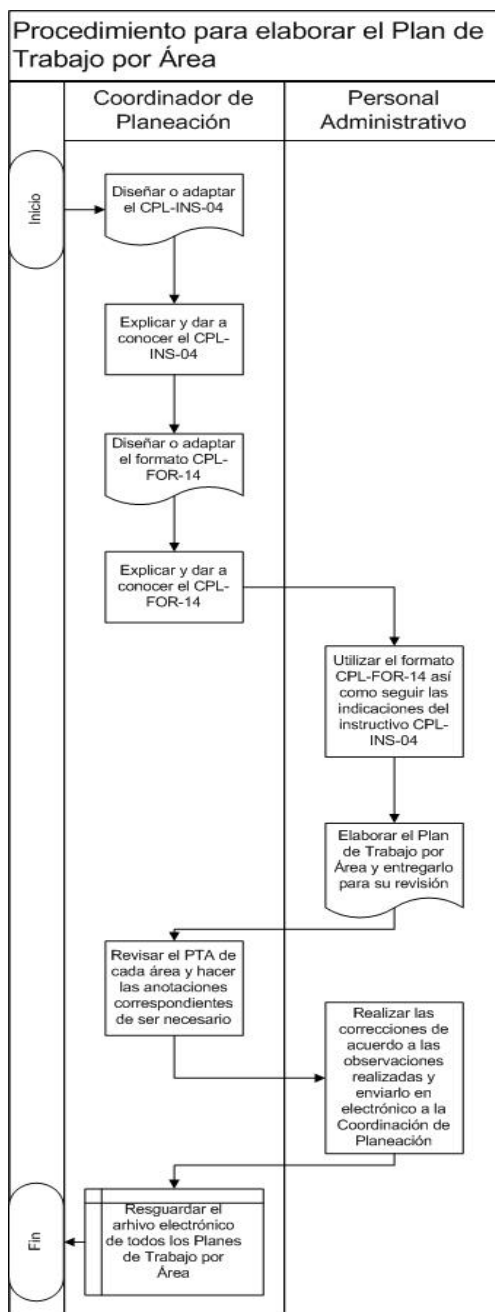 Procedimiento para elaborar el Plan de
Trabajo por Área
Coordinador de
Planeación
Personal
Administrativo
Inicio
Diseñar o adaptar
el CPL-INS-04
Explicar y dar a
conocer el CPL-
INS-04
Diseñar o adaptar
el formato CPL-
FOR-14
Explicar y dar a
conocer el CPL-
FOR-14
Utilizar el formato
CPL-FOR-14 así
como seguir las
indicaciones del
instructivo CPL-
INS-04
Elaborar el Plan
de Trabajo por
Área y entregarlo
para su revisión
Revisar el PTA de
cada área y hacer
las anotaciones
correspondientes
de ser necesario
Realizar las
correcciones de
acuerdo a las
observaciones
realizadas y
enviarlo en
electrónico a la
Coordinación de
Planeación
Resguardar el
arhivo electrónico
de todos los Planes
de Trabajo por
Área
Fin